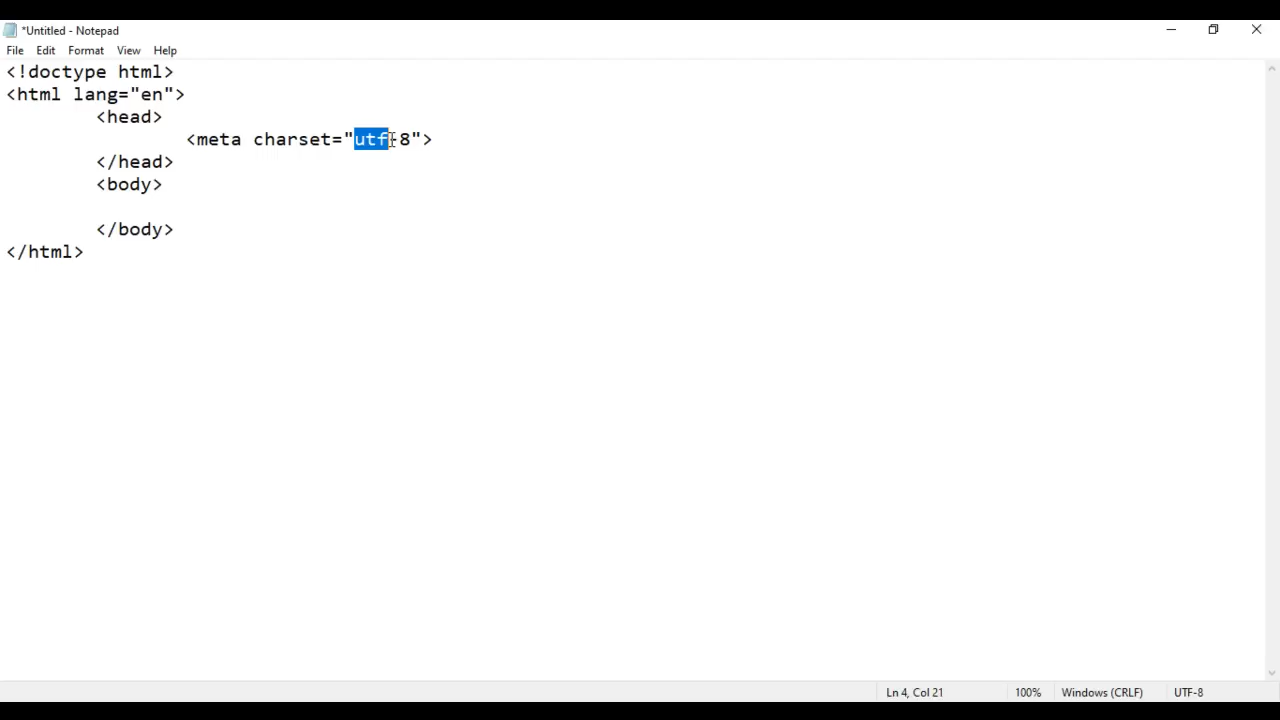 *Untitled - Notepad
File Edit Format View Help
<!doctype html>
<html lang="en">
<head>
<meta charset="utf-8">
</head>
<body>
</body>
</html>
Ln 4, Col 21 100% Windows (CRLF) UTF-8